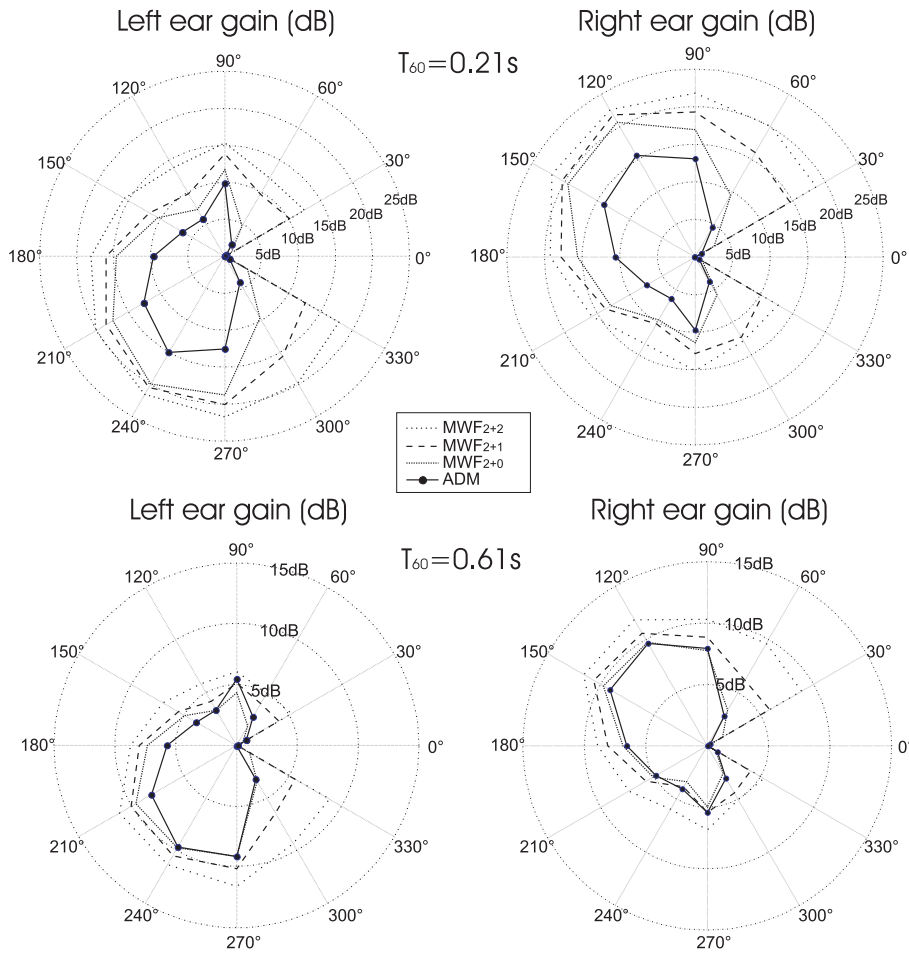 Left ear gain (dB)
Right ear gain (dB)
T60=0.21s
90°
120°
60°
150°
30°
180°
0°
210°
330°
240°
300°
270°
5dB
10dB
15dB
20dB
25dB
90°
120°
60°
150°
30°
180°
0°
210°
330°
240°
300°
270°
5dB
10dB
15dB
20dB
25dB
MWF2+2
MWF2+1
MWF2+0
ADM
Left ear gain (dB)
Right ear gain (dB)
T60=0.61s
90°
120°
60°
150°
30°
180°
0°
210°
330°
240°
300°
270°
15dB
10dB
5dB
90°
120°
60°
150°
30°
180°
0°
210°
330°
240°
300°
270°
15dB
10dB
5dB